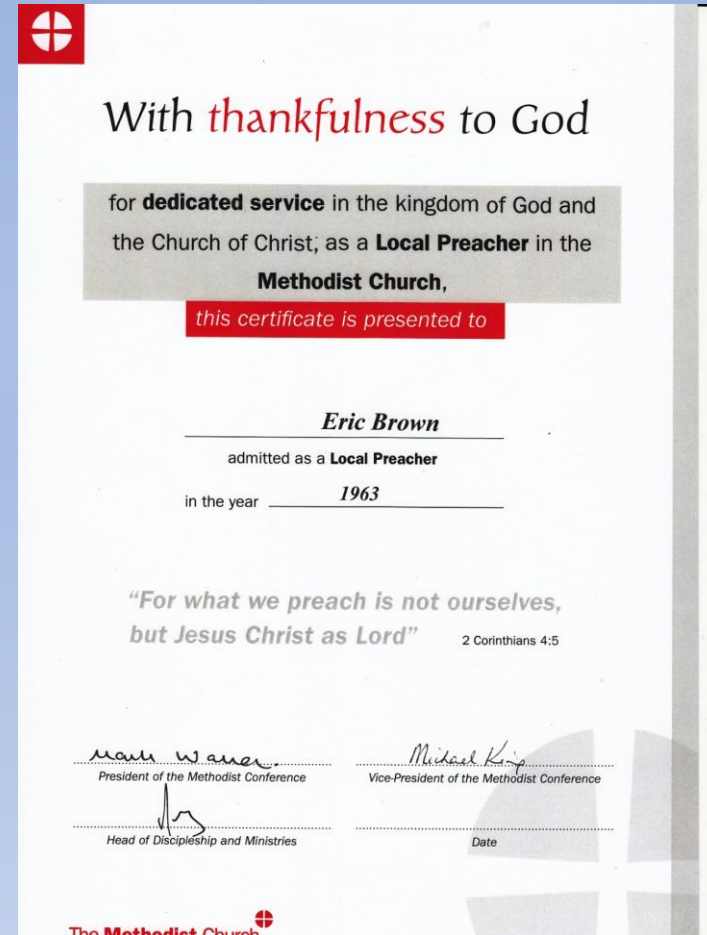 With thankfulness to God
for dedicated service in the kingdom of God and
the Church of Christ, as a Local Preacher in the
Methodist Church,
this certificate is presented to
Eric Brown
admitted as a Local Preacher
in the year 1963
“For what we preach is not ourselves,
but Jesus Christ as Lord” 2 Corinthians 4:5
Michael King
President of the Methodist Conference Vice-President of the Methodist Conference
Head of Discipleship and Ministries Date
The Methodist Church